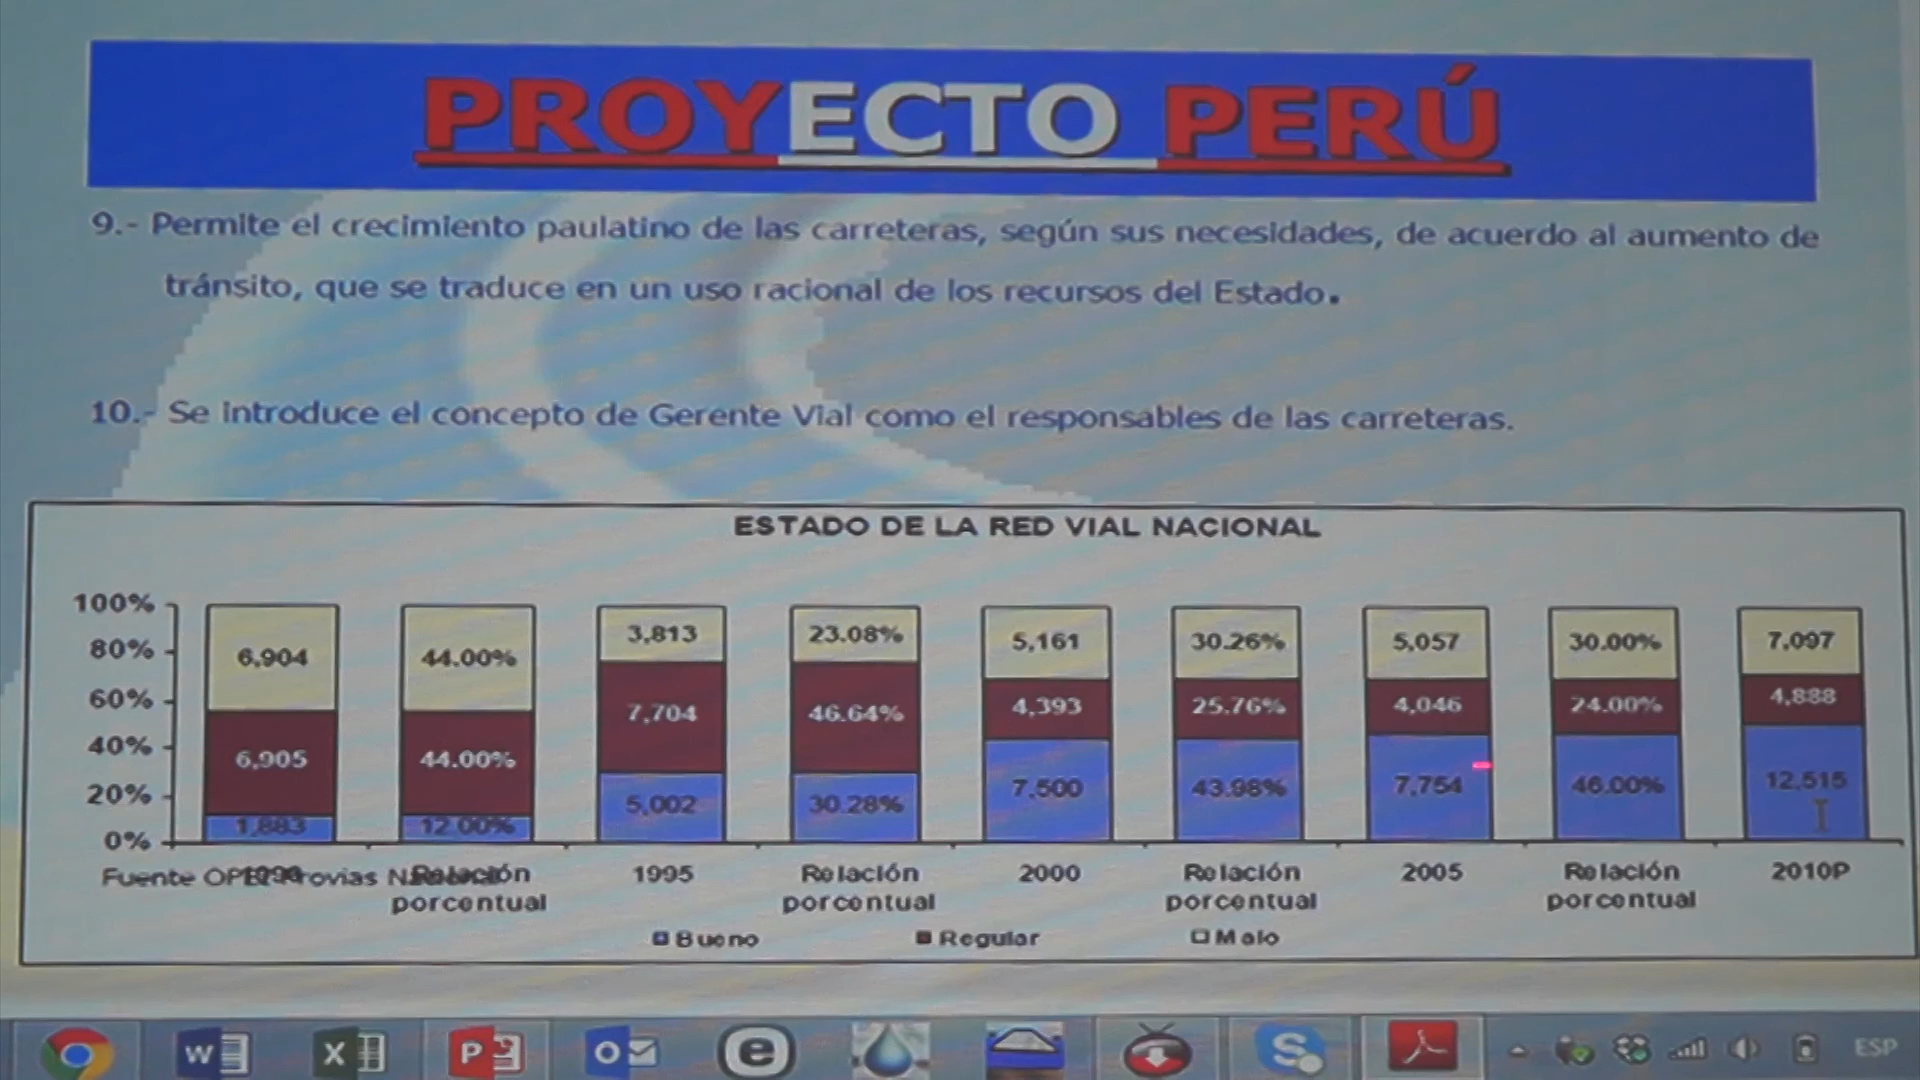 PROYECTO PERÚ
9.- Permite el crecimiento paulatino de las carreteras, según sus necesidades, de acuerdo al aumento de
tránsito, que se traduce en un uso racional de los recursos del Estado.
10.- Se introduce el concepto de Gerente Vial como el responsables de las carreteras.
ESTADO DE LA RED VIAL NACIONAL
100%
80%
60%
40%
20%
0%
6,904 44.00% 3,813 23.08% 5,161 30.26% 5,057 30.00% 7,097
6,905 44.00% 7,704 46.64% 4,393 25.76% 4,046 24.00% 4,888
1,883 12.00% 5,002 30.28% 7,500 43.98% 7,754 46.00% 12,515
Fuente Provias
Relación porcentual
1995
Relación porcentual
2000
Relación porcentual
2005
Relación porcentual
2010P
Bueno Regular Malo
W X P O e S ESP